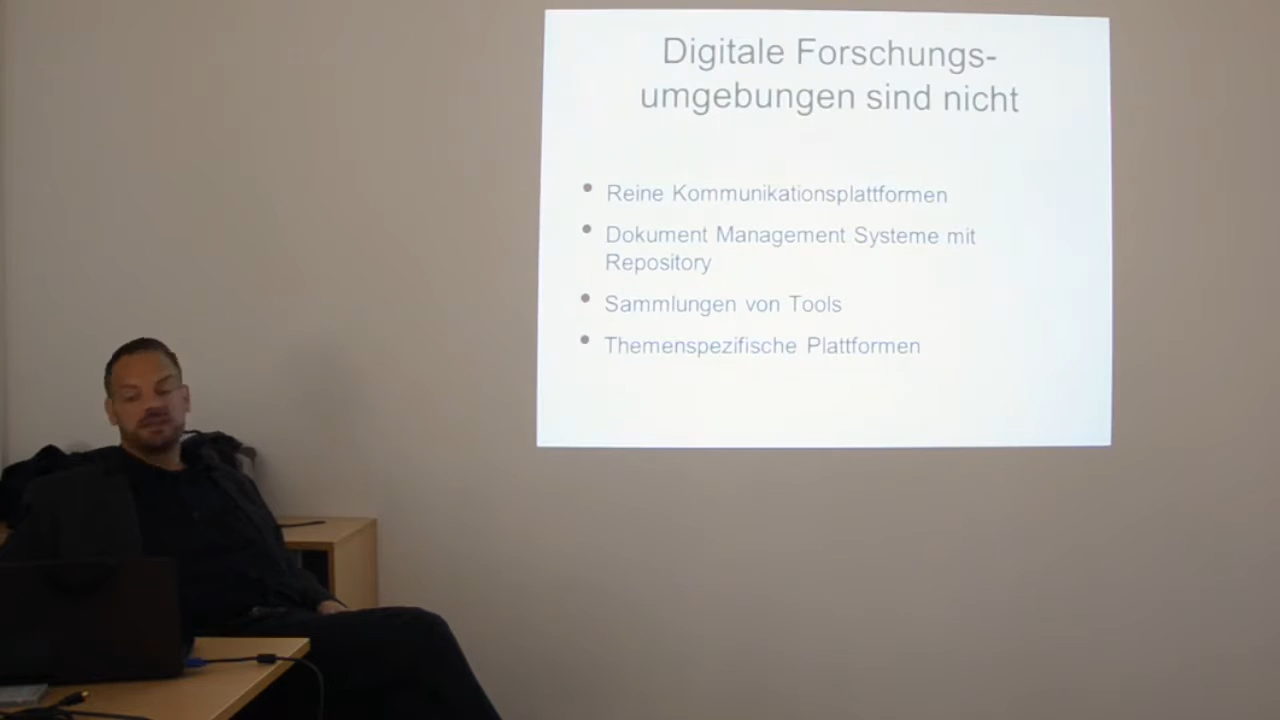 Digitale Forschungs-
umgebungen sind nicht
Reine Kommunikationsplattformen
Dokument Management Systeme mit
Repository
Sammlungen von Tools
Themenspezifische Plattformen